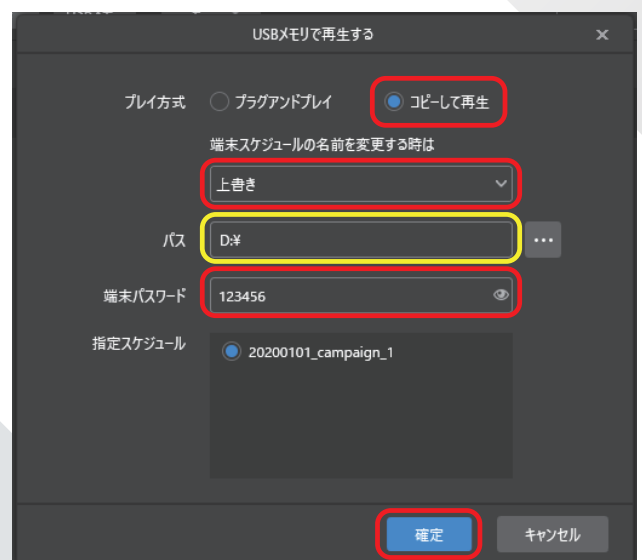 USBメモリで再生する
プレイ方式 プラグアンドプレイ コピーして再生
端末スケジュールの名前を変更する時は
上書き
パス D:¥ ...
端末パスワード 123456
指定スケジュール 20200101_campaign_1
確定 キャンセル